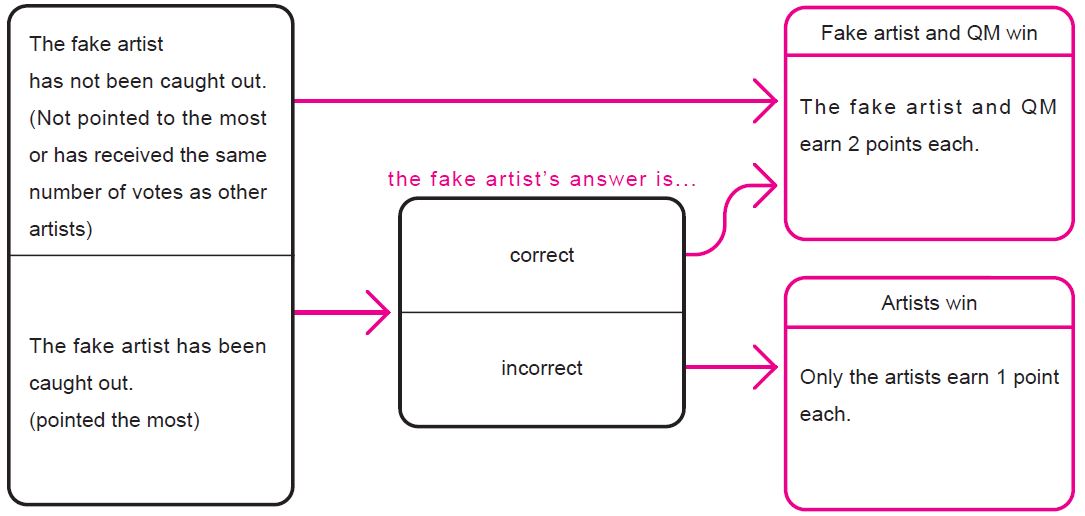 The fake artist
has not been caught out.
(Not pointed to the most
or has received the same
number of votes as other
artists)
The fake artist has been
caught out.
(pointed the most)
the fake artist's answer is...
correct
incorrect
Fake artist and QM win
The fake artist and QM
earn 2 points each.
Artists win
Only the artists earn 1 point
each.